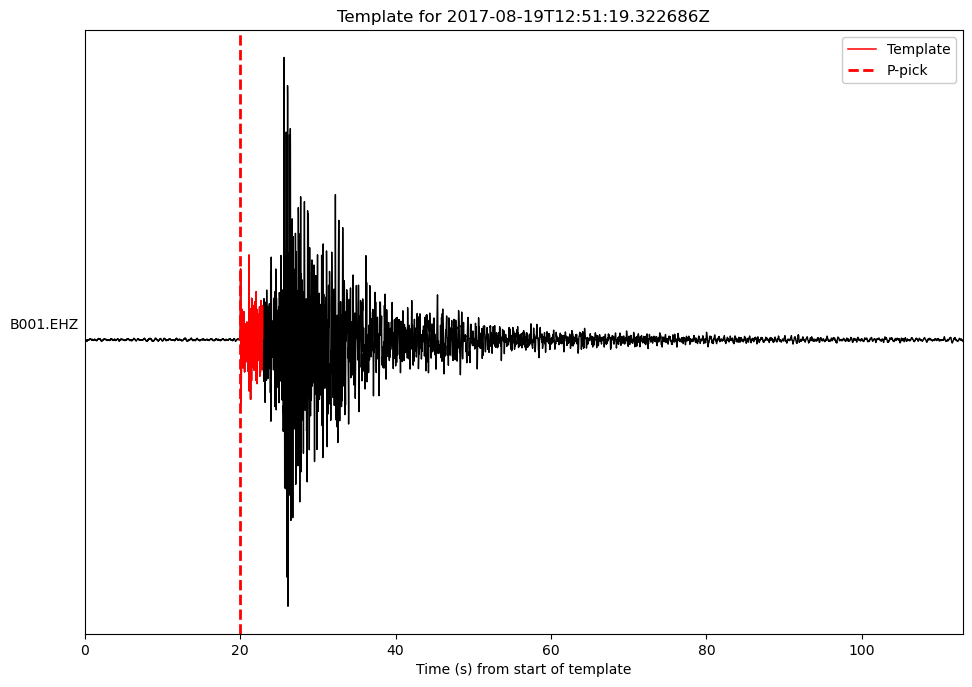 Template for 2017-08-19T12:51:19.322686Z
Template
P-pick
B001.EHZ
0 20 40 60 80 100
Time (s) from start of template